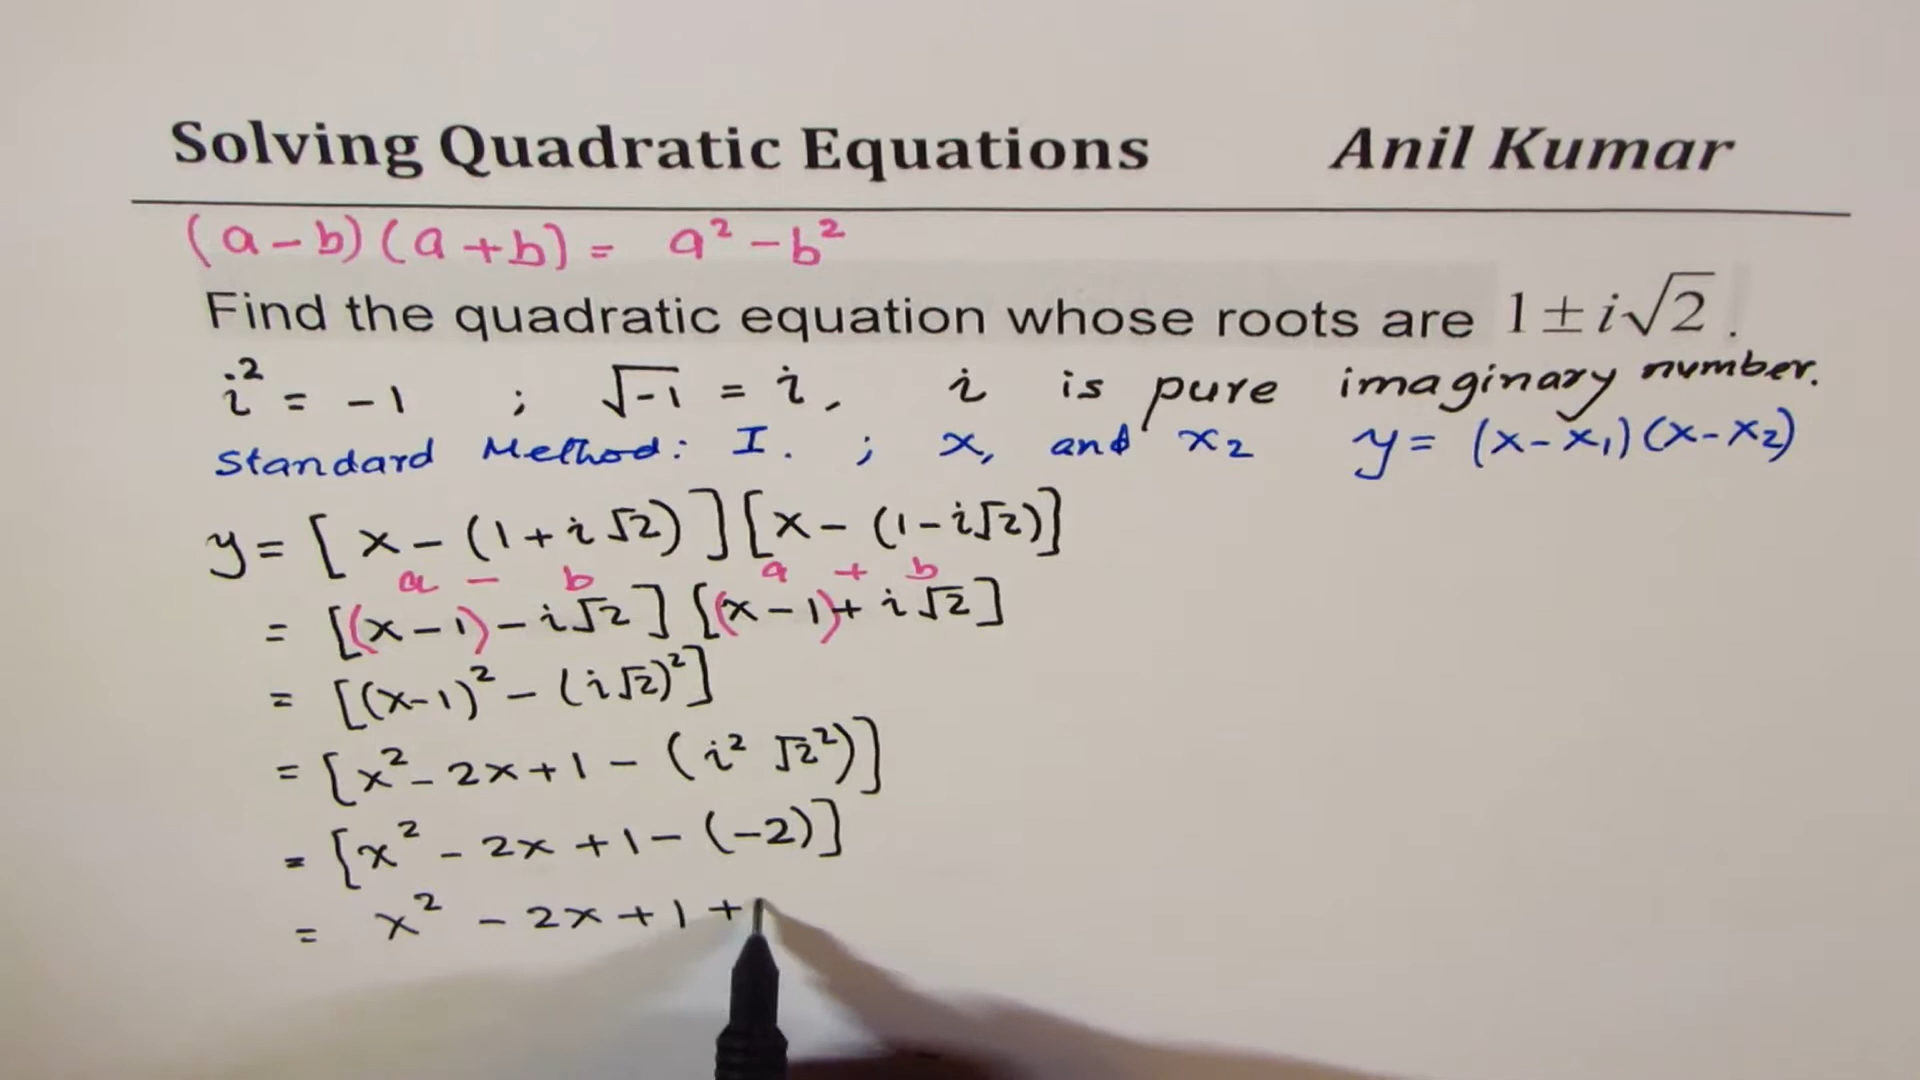 Solving Quadratic Equations Anil Kumar
(a-b)(a+b) = a² - b²
Find the quadratic equation whose roots are 1±i√2.
i² = -1 ; √-1 = i, i is pure imaginary number.
Standard Method: I. ; x₁ and x₂ y = (x-x₁)(x-x₂)
y = [x - (1+i√2)][x - (1-i√2)]
a - b a + b
= [(x-1) - i√2] [(x-1) + i√2]
= [(x-1)² - (i√2)²]
= [x² - 2x + 1 - (i² √2²)]
= [x² - 2x + 1 - (-2)]
= x² - 2x + 1 +